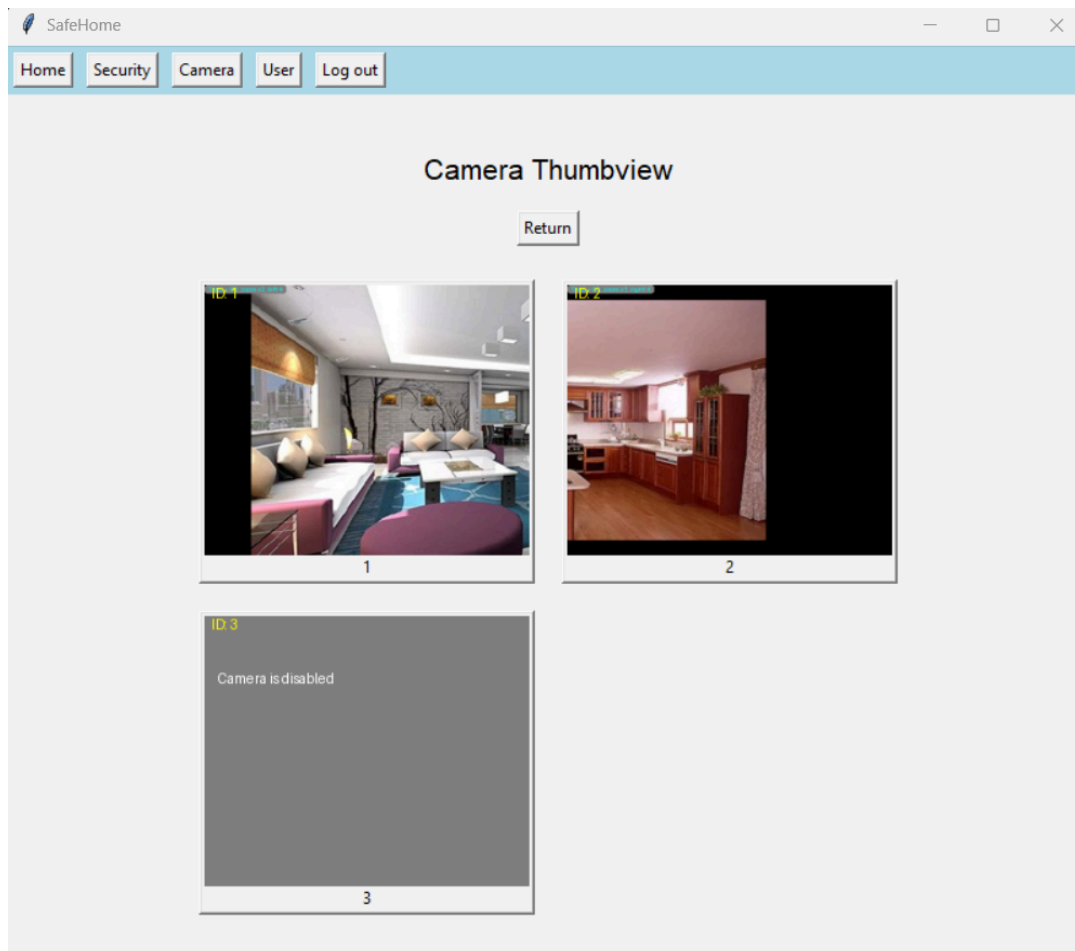 SafeHome
Home Security Camera User Log out
Camera Thumbview
Return
ID: 1
ID: 2
1
2
ID: 3
Camera is disabled
3